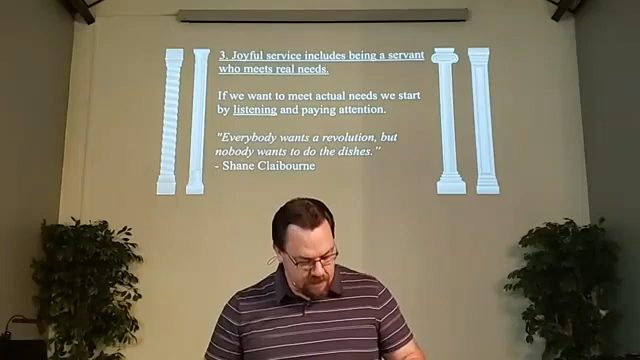 3. Joyful service includes being a servant
who meets real needs.
If we want to meet actual needs we start
by listening and paying attention.
"Everybody wants a revolution, but
nobody wants to do the dishes."
- Shane Claibourne